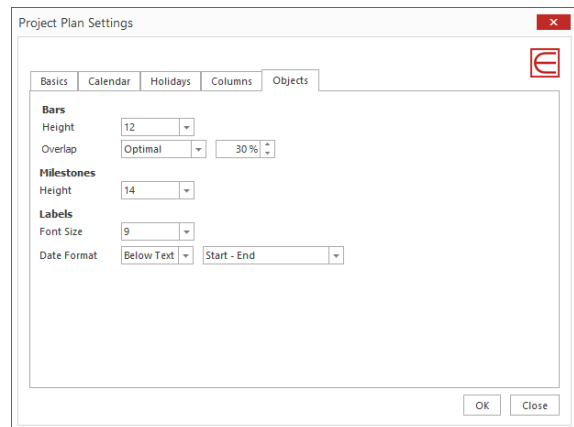 Project Plan Settings
Basics Calendar Holidays Columns Objects
Bars
Height 12
Overlap Optimal 30 %
Milestones
Height 14
Labels
Font Size 9
Date Format Below Text Start - End
OK Close